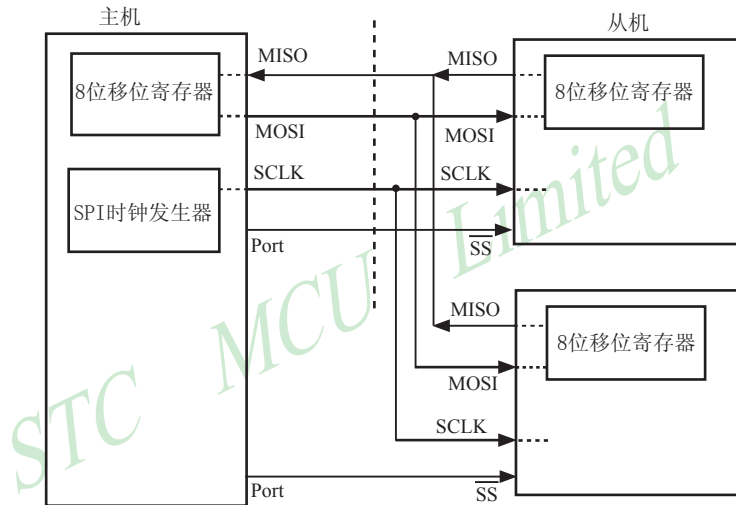 主机
从机
MISO
MISO
8位移位寄存器
8位移位寄存器
MOSI
MOSI
SCLK
SCLK
SPI时钟发生器
Port
SS
MISO
8位移位寄存器
MOSI
SCLK
Port
SS
STC MCU Limited